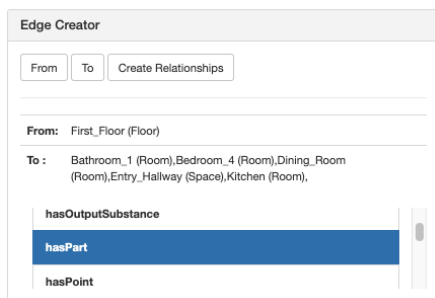 Edge Creator
From To Create Relationships
From: First_Floor (Floor)
To : Bathroom_1 (Room),Bedroom_4 (Room),Dining_Room
(Room),Entry_Hallway (Space),Kitchen (Room),
hasOutputSubstance
hasPart
hasPoint